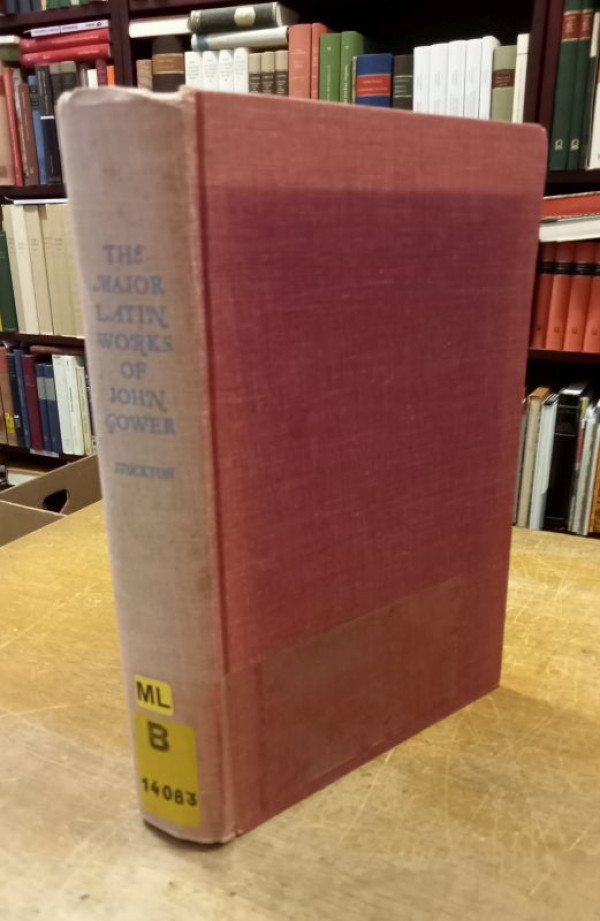 THE
MAJOR
LATIN
WORKS
OF
JOHN
GOWER
STOCKTON
ML
B
14083